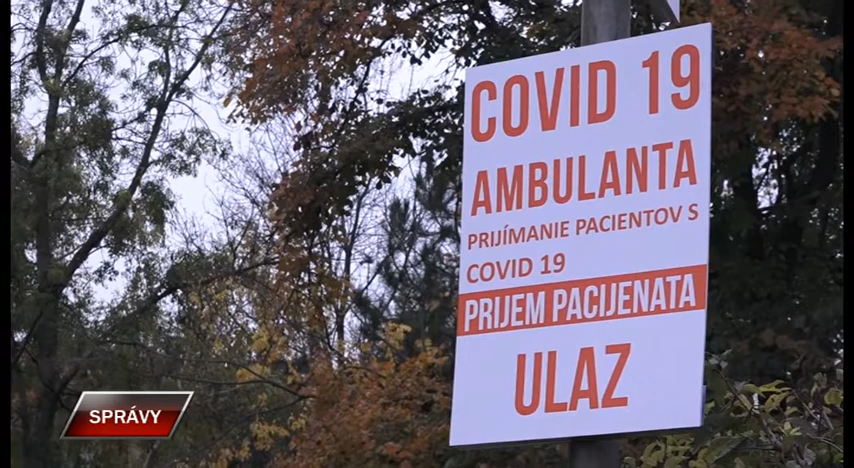 COVID 19
AMBULANTA
PRIJÍMANIE PACIENTOV S
COVID 19
PRIJEM PACIJENATA
ULAZ
SPRÁVY